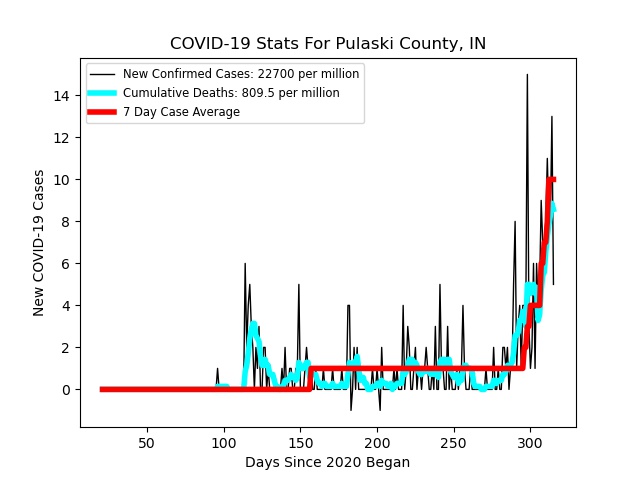 COVID-19 Stats For Pulaski County, IN
New Confirmed Cases: 22700 per million
Cumulative Deaths: 809.5 per million
7 Day Case Average
New COVID-19 Cases
14
12
10
8
6
4
2
0
50 100 150 200 250 300
Days Since 2020 Began